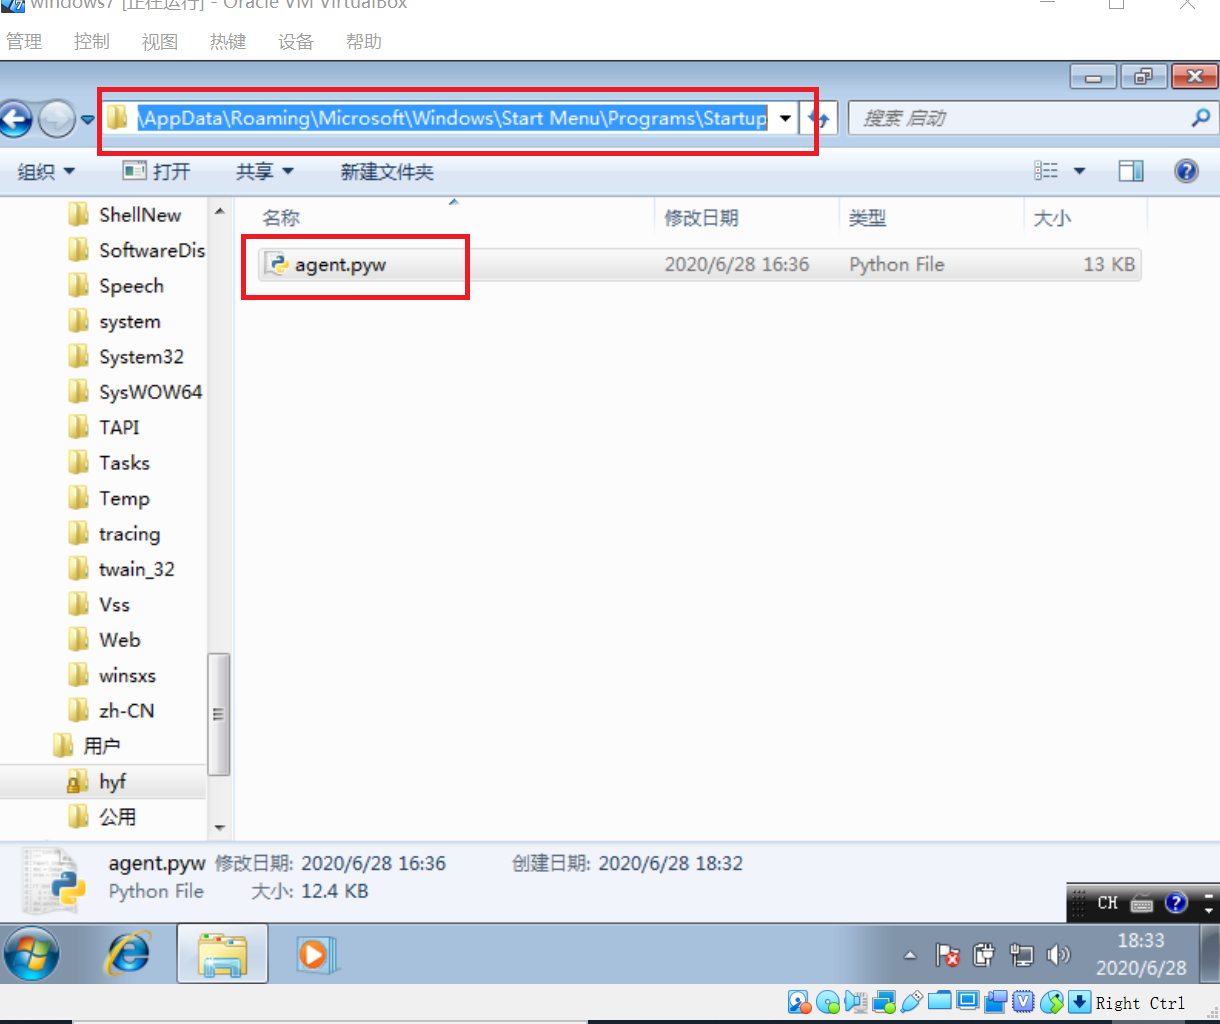 windows7 [正在运行] - Oracle VM VirtualBox
管理 控制 视图 热键 设备 帮助
\AppData\Roaming\Microsoft\Windows\Start Menu\Programs\Startup
搜索 启动
组织 打开 共享 新建文件夹
名称 修改日期 类型 大小
agent.pyw 2020/6/28 16:36 Python File 13 KB
ShellNew
SoftwareDis
Speech
system
System32
SysWOW64
TAPI
Tasks
Temp
tracing
twain_32
Vss
Web
winsxs
zh-CN
用户
hyf
公用
agent.pyw 修改日期: 2020/6/28 16:36 创建日期: 2020/6/28 18:32
Python File 大小: 12.4 KB
CH
18:33
2020/6/28
Right Ctrl